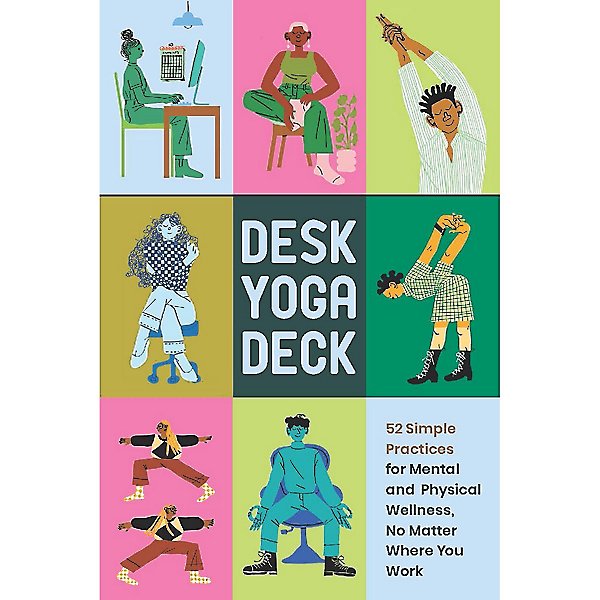 DESK
YOGA
DECK
52 Simple
Practices
for Mental
and Physical
Wellness,
No Matter
Where You
Work